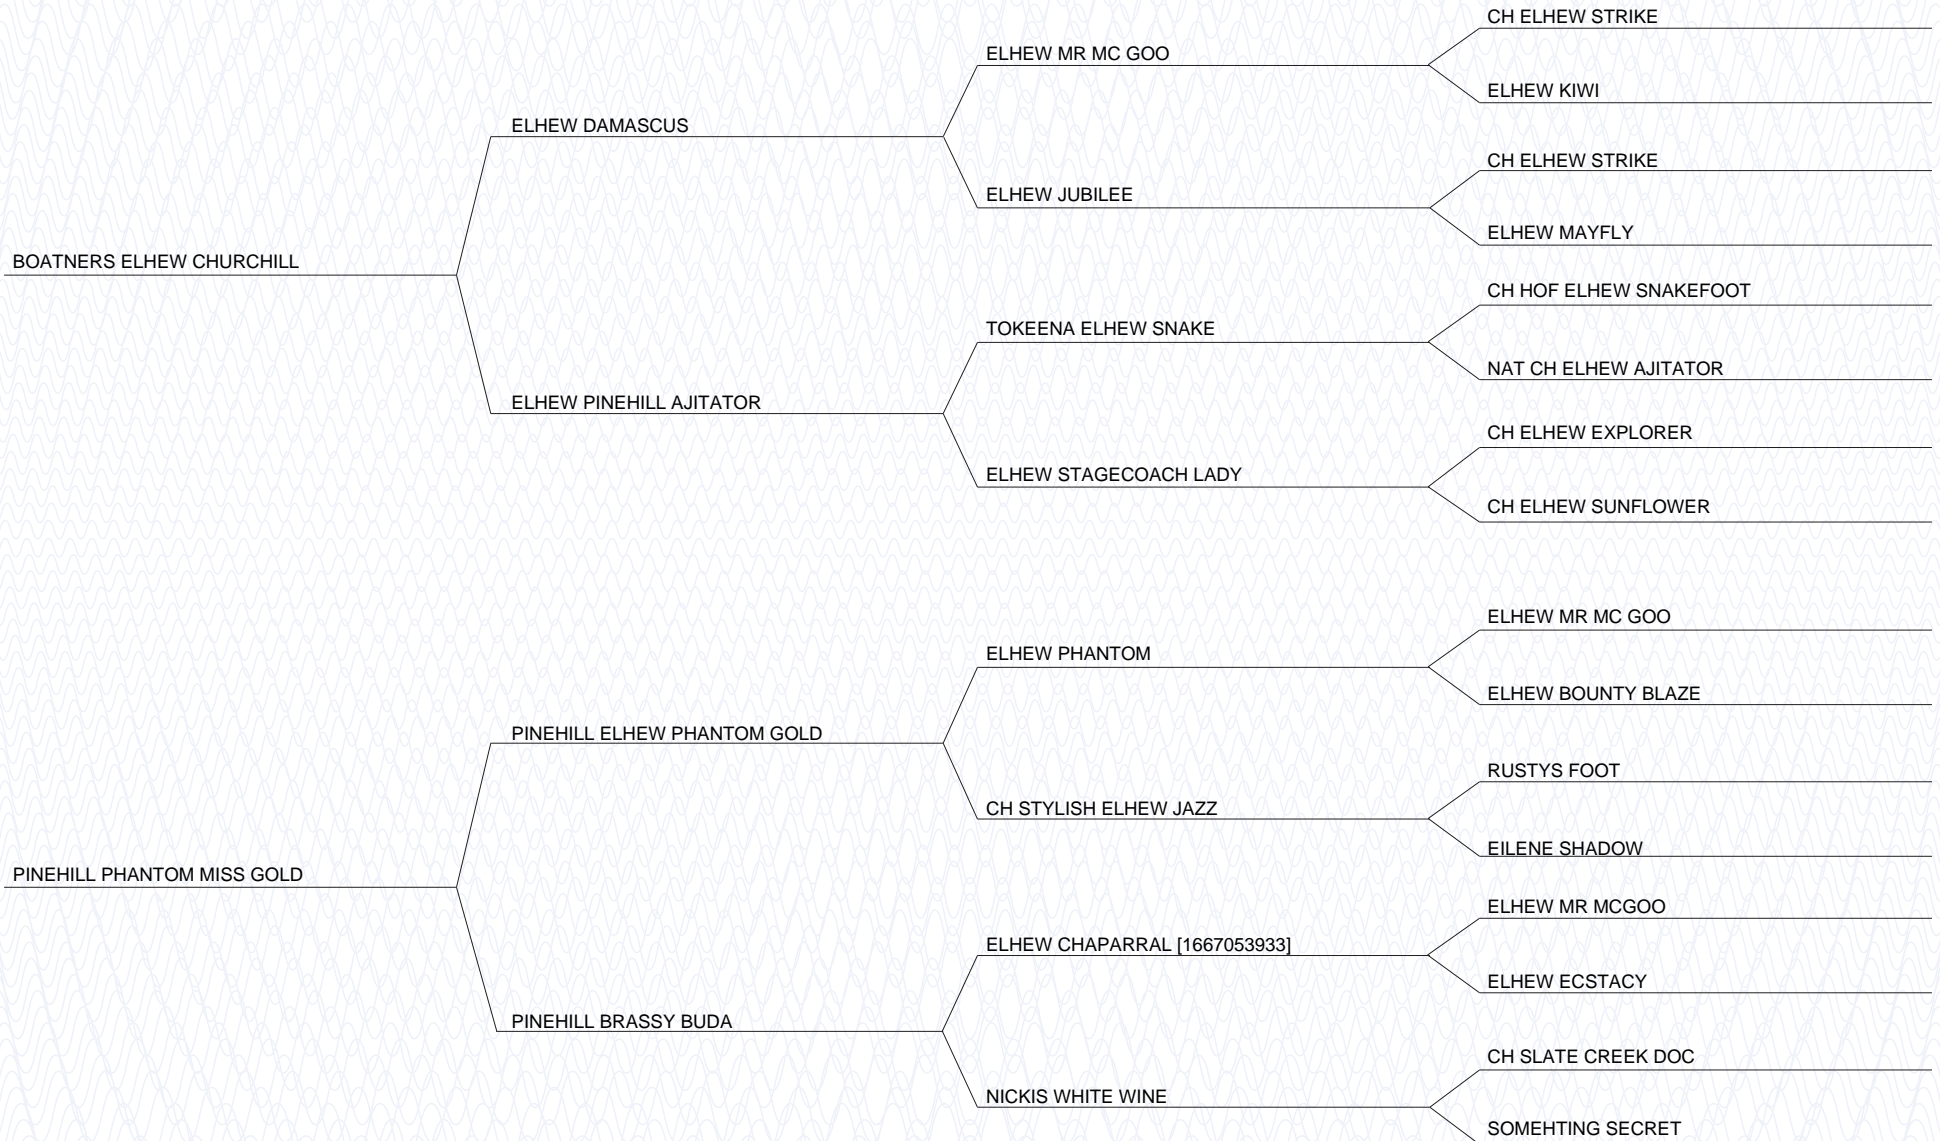 CH ELHEW STRIKE
ELHEW MR MC GOO
ELHEW KIWI
ELHEW DAMASCUS
CH ELHEW STRIKE
ELHEW JUBILEE
ELHEW MAYFLY
BOATNERS ELHEW CHURCHILL
CH HOF ELHEW SNAKEFOOT
TOKEENA ELHEW SNAKE
NAT CH ELHEW AJITATOR
ELHEW PINEHILL AJITATOR
CH ELHEW EXPLORER
ELHEW STAGECOACH LADY
CH ELHEW SUNFLOWER
ELHEW MR MC GOO
ELHEW PHANTOM
ELHEW BOUNTY BLAZE
PINEHILL ELHEW PHANTOM GOLD
RUSTYS FOOT
CH STYLISH ELHEW JAZZ
EILENE SHADOW
PINEHILL PHANTOM MISS GOLD
ELHEW MR MCGOO
ELHEW CHAPARRAL [1667053933]
ELHEW ECSTACY
PINEHILL BRASSY BUDA
CH SLATE CREEK DOC
NICKIS WHITE WINE
SOMEHTING SECRET